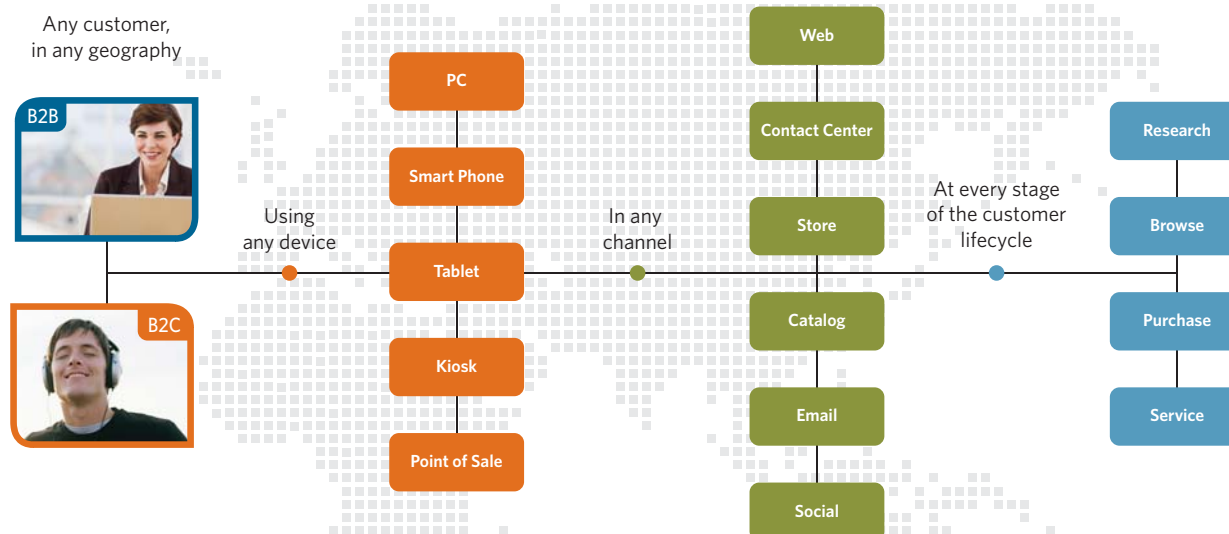 Any customer,
in any geography
B2B
B2C
Using
any device
PC
Smart Phone
Tablet
Kiosk
Point of Sale
In any
channel
Web
Contact Center
Store
Catalog
Email
Social
At every stage
of the customer
lifecycle
Research
Browse
Purchase
Service